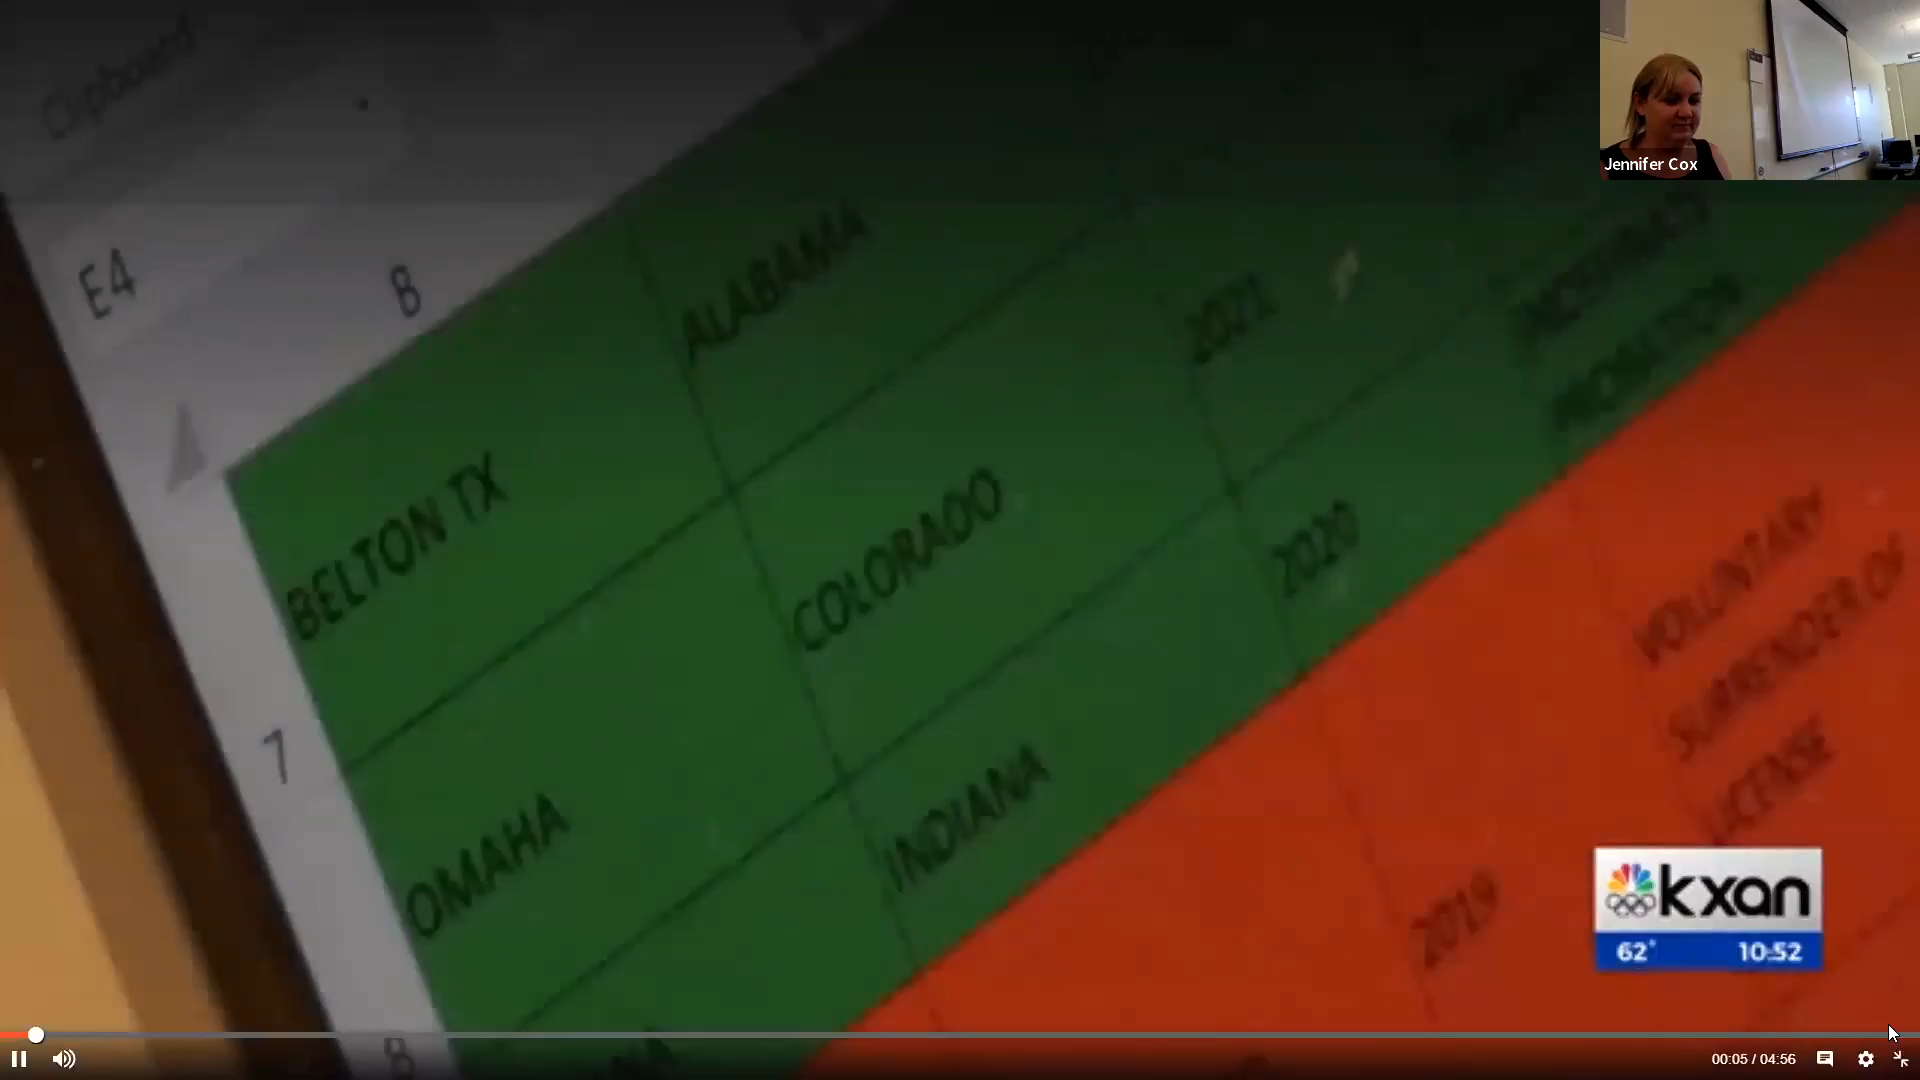 Jennifer Cox
Clipboard
E4
B
ALABAMA
2021
PROBATION
BELTON TX
COLORADO
2020
VOLUNTARY
SURRENDER OF
LICENSE
7
OMAHA
INDIANA
2019
8
kxan
62° 10:52
00:05 / 04:56